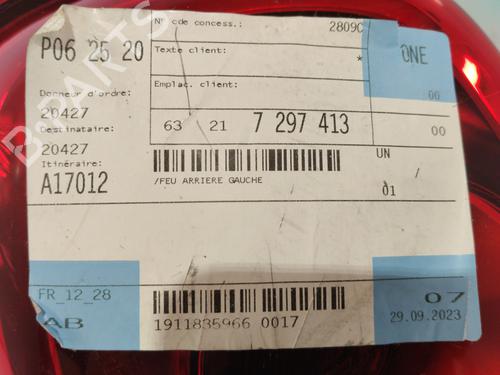 N° cde concess.: 2809C
P06 25 20
Texte client:
*
ONE
Donneur d'ordre:
Emplac. client:
00
20427
Destinataire:
63 21 7 297 413
00
20427
Itinéraire:
UN
/
A17012
/FEU ARRIERE GAUCHE
01
FR_12_28
AB
1911835966 0017
07
29.09.2023
B-PARTS